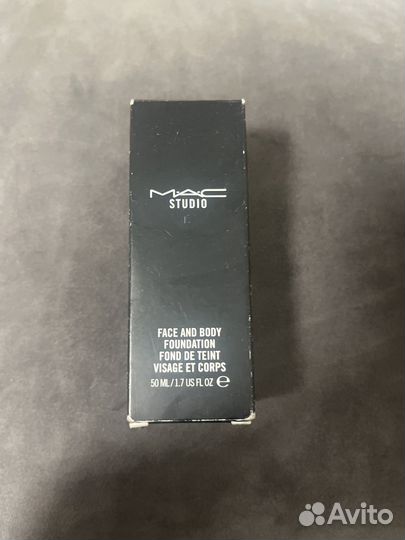 M·A·C
STUDIO
FACE AND BODY
FOUNDATION
FOND DE TEINT
VISAGE ET CORPS
50 ML / 1.7 US FL OZ ℮
Avito